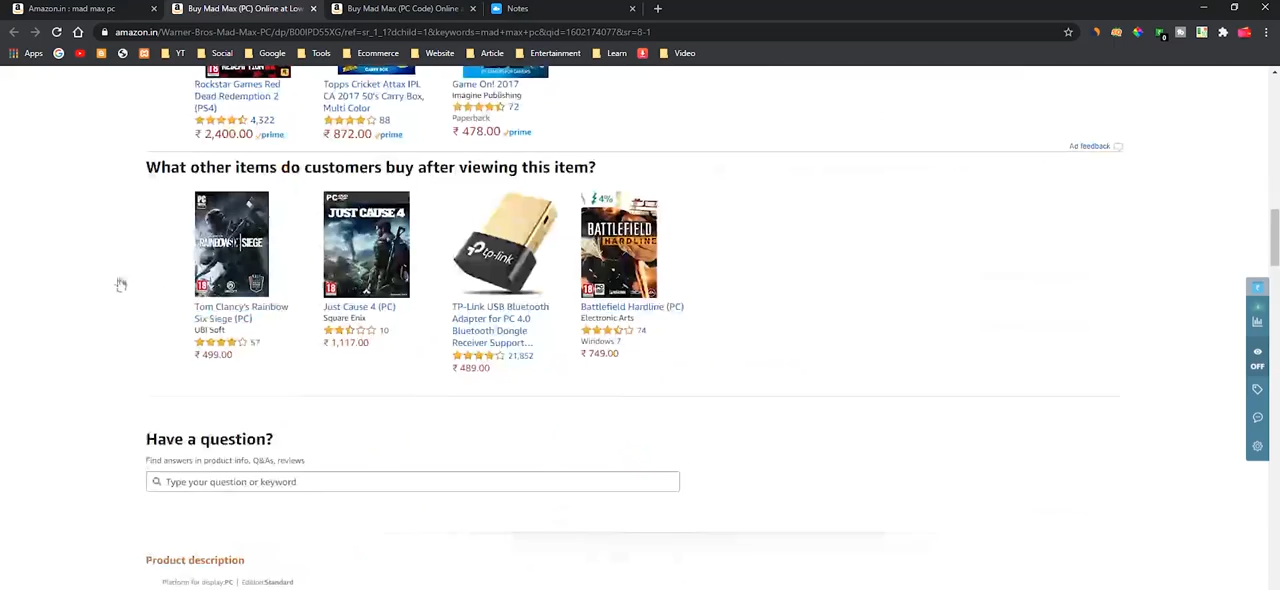 Amazon.in : mad max pc
Buy Mad Max (PC) Online at Low
Buy Mad Max (PC Code) Online
Notes
amazon.in/Warner-Bros-Mad-Max-PC/dp/B00IPD55XG/ref=sr_1_1?dchild=1&keywords=mad+max+pc&qid=1602174077&sr=8-1
Apps YT Social Google Tools Ecommerce Website Article Entertainment Learn Video
Rockstar Games Red
Dead Redemption 2
(PS4)
4,322
₹ 2,400.00 prime
Topps Cricket Attax IPL
CA 2017 50's Carry Box,
Multi Color
88
₹ 872.00 prime
Game On! 2017
Imagine Publishing
72
Paperback
₹ 478.00 prime
Ad feedback
What other items do customers buy after viewing this item?
RAINBOW SIEGE
Tom Clancy's Rainbow
Six Siege (PC)
UBI Soft
57
₹ 499.00
PC DVD
JUST CAUSE 4
Just Cause 4 (PC)
Square Enix
10
₹ 1,117.00
tp-link
TP-Link USB Bluetooth
Adapter for PC 4.0
Bluetooth Dongle
Receiver Support...
21,852
₹ 489.00
4%
BATTLEFIELD
HARDLINE
Battlefield Hardline (PC)
Electronic Arts
74
Windows 7
₹ 749.00
OFF
Have a question?
Find answers in product info, Q&As, reviews
Type your question or keyword
Product description
Platform for display:PC | Edition:Standard